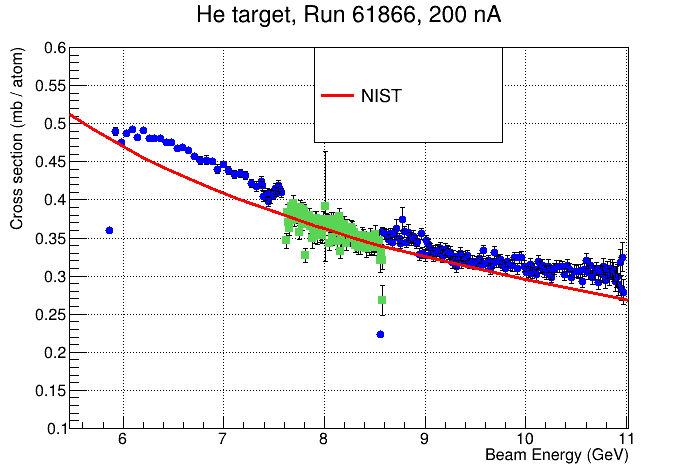 He target, Run 61866, 200 nA
Cross section (mb / atom)
0.6
0.55
0.5
0.45
0.4
0.35
0.3
0.25
0.2
0.15
0.1
NIST
6 7 8 9 10 11
Beam Energy (GeV)